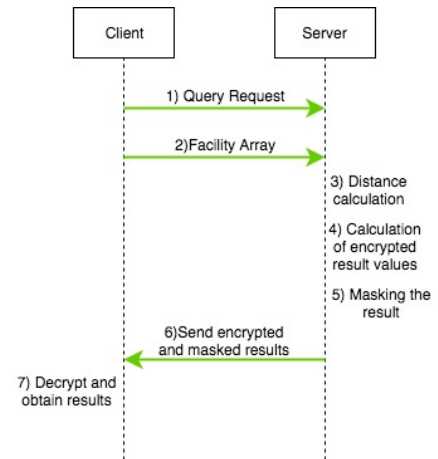 Client
Server
1) Query Request
2)Facility Array
3) Distance
calculation
4) Calculation
of encrypted
result values
5) Masking the
result
6)Send encrypted
and masked results
7) Decrypt and
obtain results